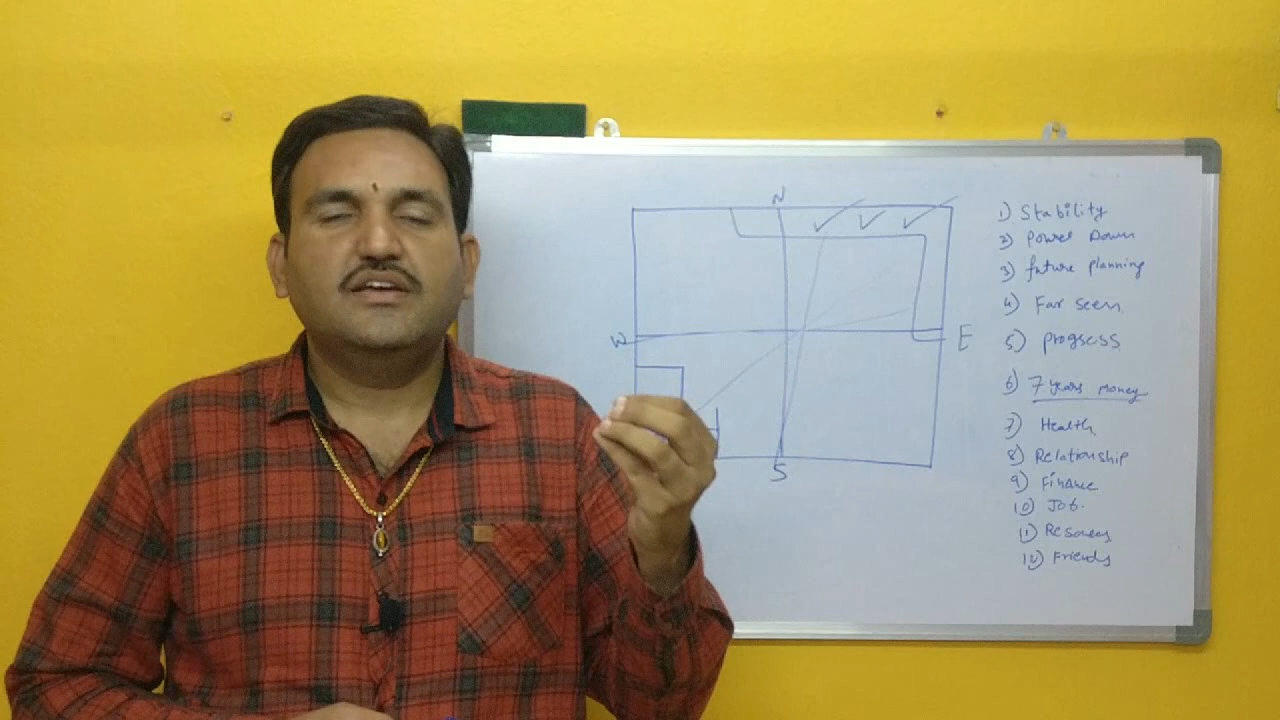 N
W
E
S
1) Stability
2) Power Down
3) future planning
4) Far seen
5) progress
6) 7 years money
7) Health
8) Relationship
9) Finance
10) Job.
11)
12) Friends